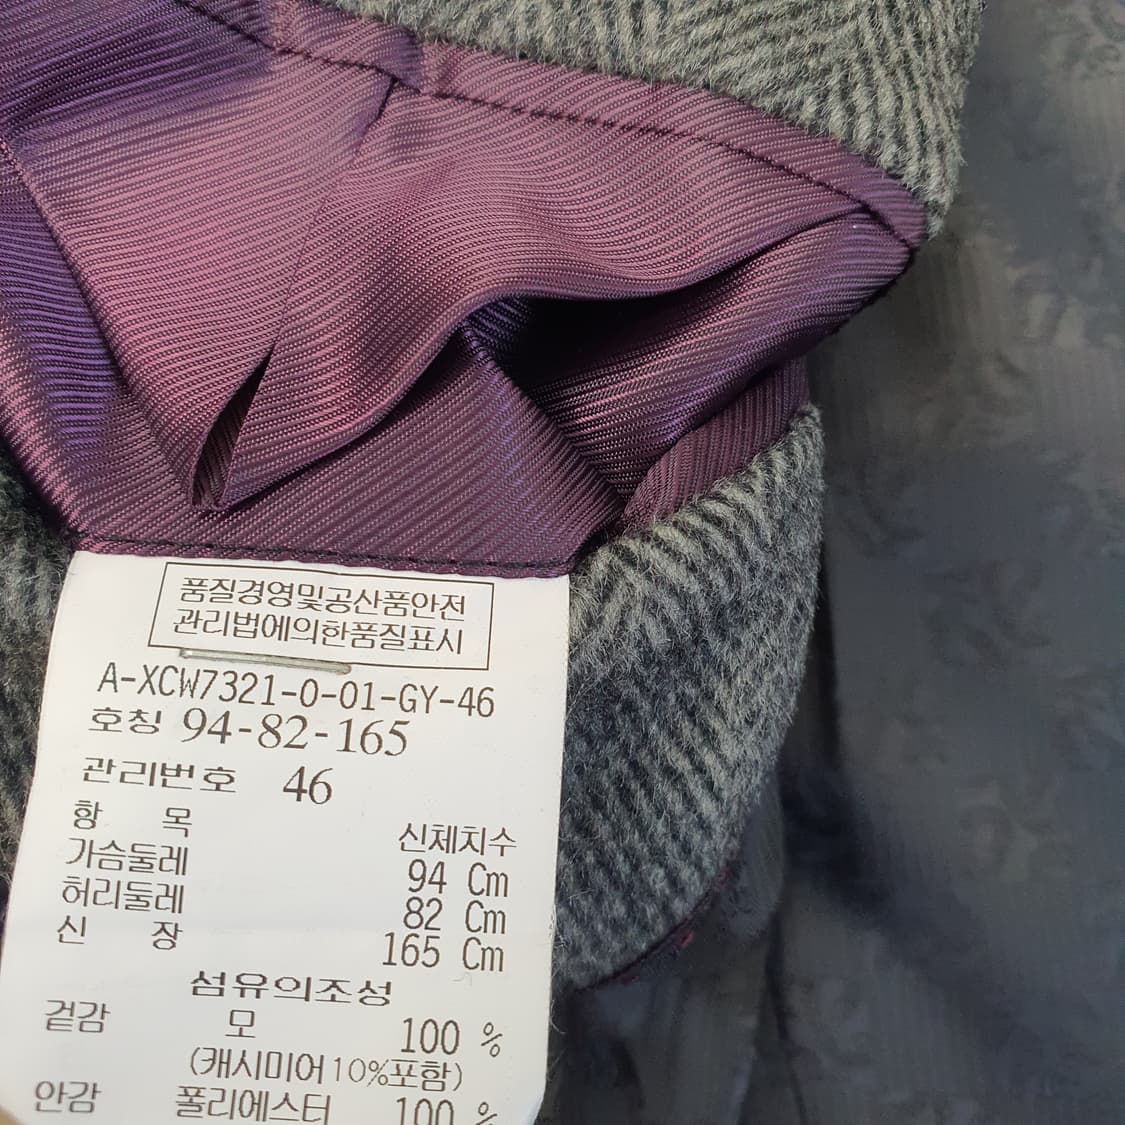 품질경영및공산품안전
관리법에의한품질표시
A-XCW7321-0-01-GY-46
호칭 94-82-165
관리번호 46
항 목 신체치수
가슴둘레 94 Cm
허리둘레 82 Cm
신 장 165 Cm
섬유의조성
겉감 모 100 %
(캐시미어10%포함)
안감 폴리에스터 100 %